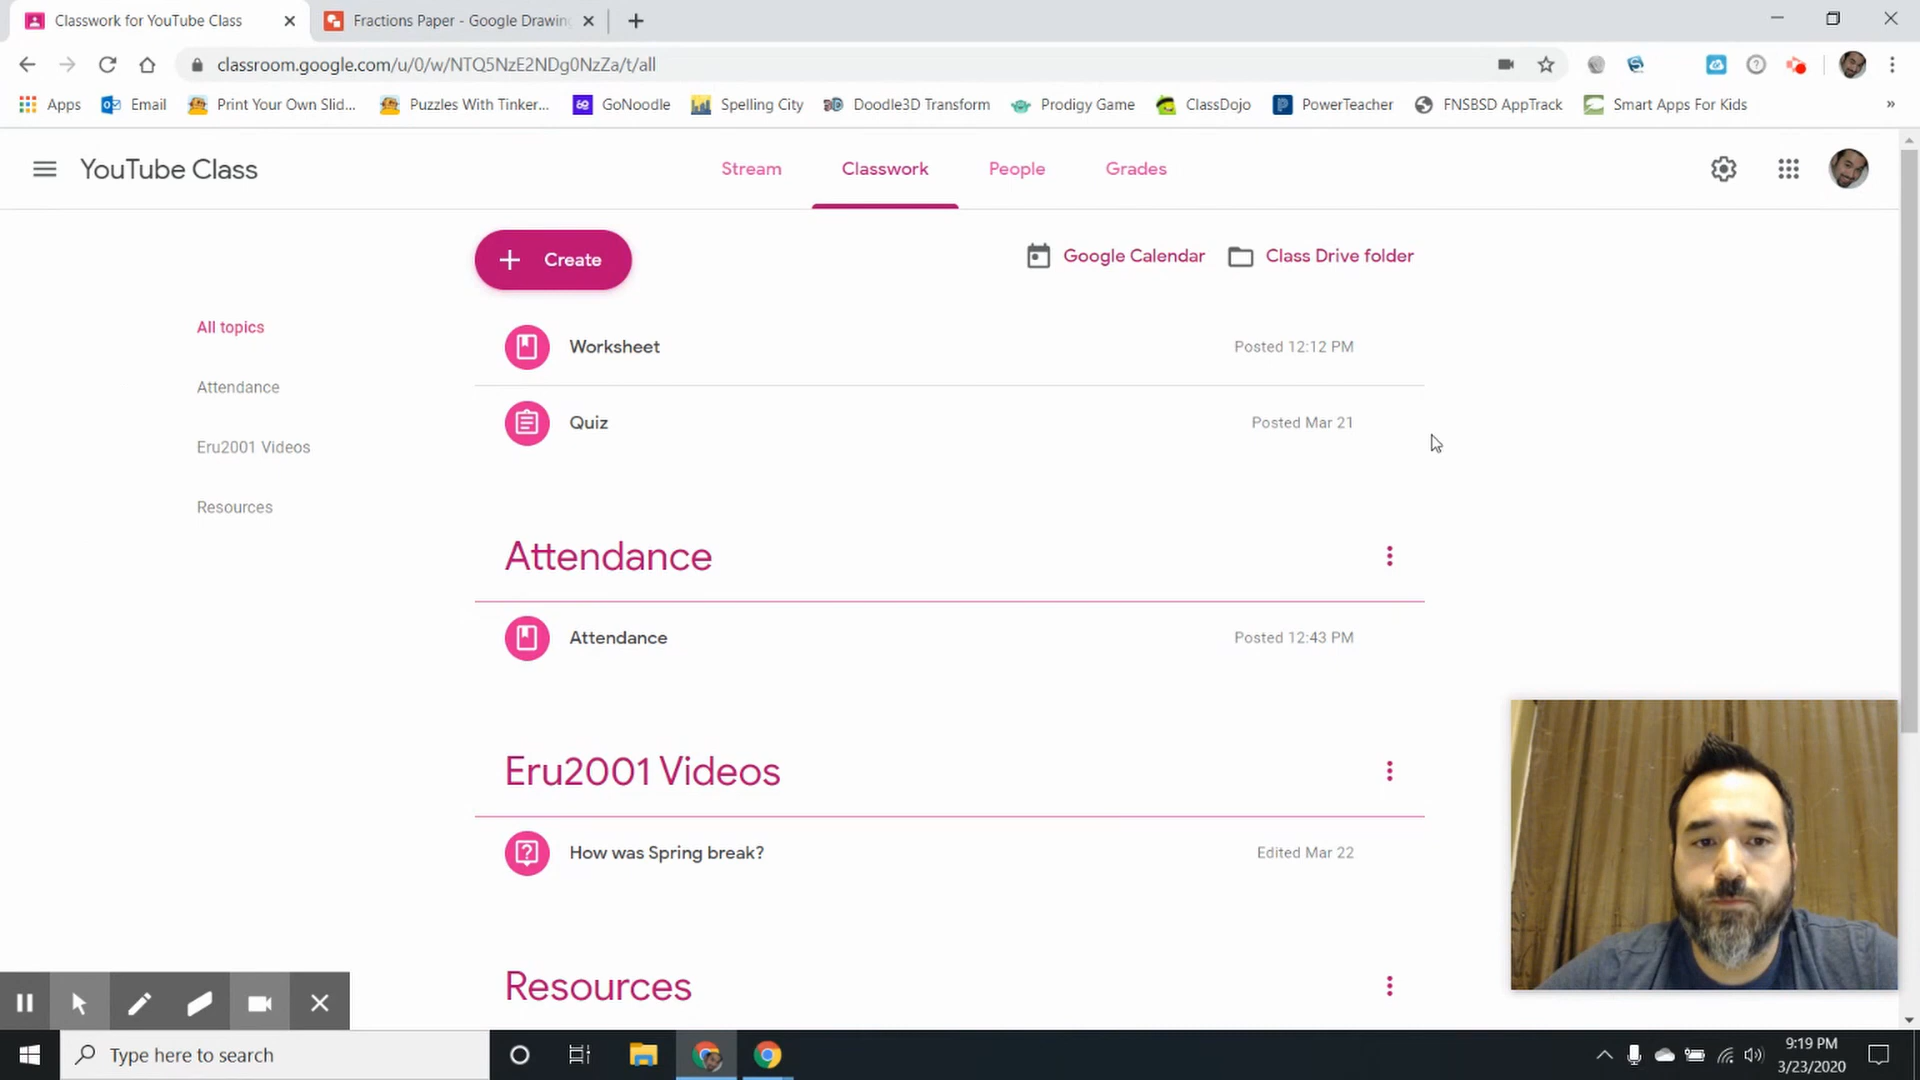 Classwork for YouTube Class
Fractions Paper - Google Drawin
classroom.google.com/u/0/w/NTQ5NzE2NDg0NzZa/t/all
Apps Email Print Your Own Slid... Puzzles With Tinker... GoNoodle Spelling City Doodle3D Transform Prodigy Game ClassDojo PowerTeacher FNSBSD AppTrack Smart Apps For Kids »
YouTube Class
Stream Classwork People Grades
Create
Google Calendar Class Drive folder
All topics
Attendance
Eru2001 Videos
Resources
Worksheet Posted 12:12 PM
Quiz Posted Mar 21
Attendance
Attendance Posted 12:43 PM
Eru2001 Videos
How was Spring break? Edited Mar 22
Resources
Type here to search
9:19 PM
3/23/2020